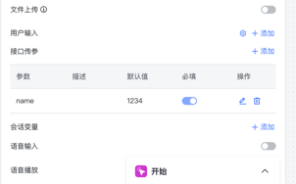 文件上传
用户输入 + 添加
接口传参 + 添加
参数 描述 默认值 必填 操作
name 1234
会话变量 + 添加
语音输入
语音播放 开始